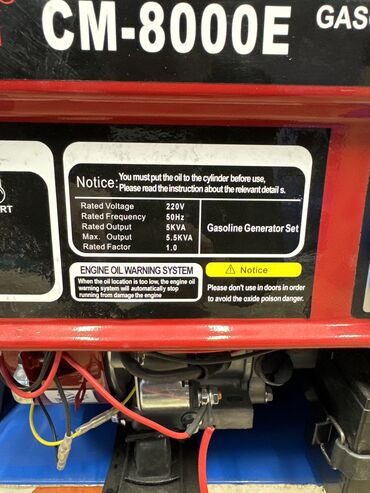 CM-8000E
Notice: You must put the oil to the cylinder before use,
Please read the instruction about the relevant detail s.
Rated Voltage 220V
Rated Frequency 50Hz
Rated Output 5KVA
Max. Output 5.5KVA
Rated Factor 1.0
Gasoline Generator Set
ENGINE OIL WARNING SYSTEM
When the oil location is too low, the engine oil
warning system will automatically stop
running from damage the engine
Notice
Please don't use in doors in order
to avoid the oxide poison danger.